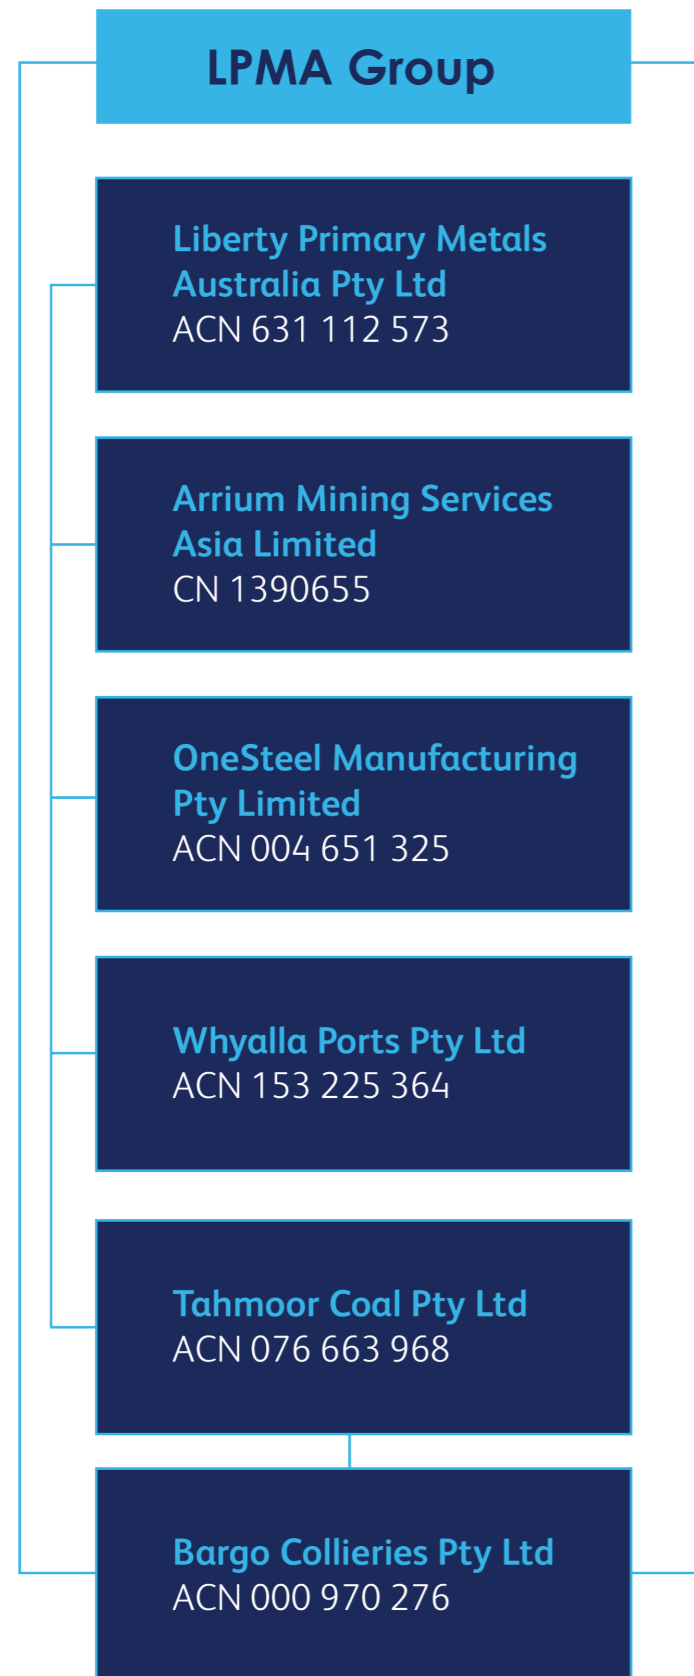 LPMA Group
Liberty Primary Metals
Australia Pty Ltd
ACN 631 112 573
Arrium Mining Services
Asia Limited
CN 1390655
OneSteel Manufacturing
Pty Limited
ACN 004 651 325
Whyalla Ports Pty Ltd
ACN 153 225 364
Tahmoor Coal Pty Ltd
ACN 076 663 968
Bargo Collieries Pty Ltd
ACN 000 970 276